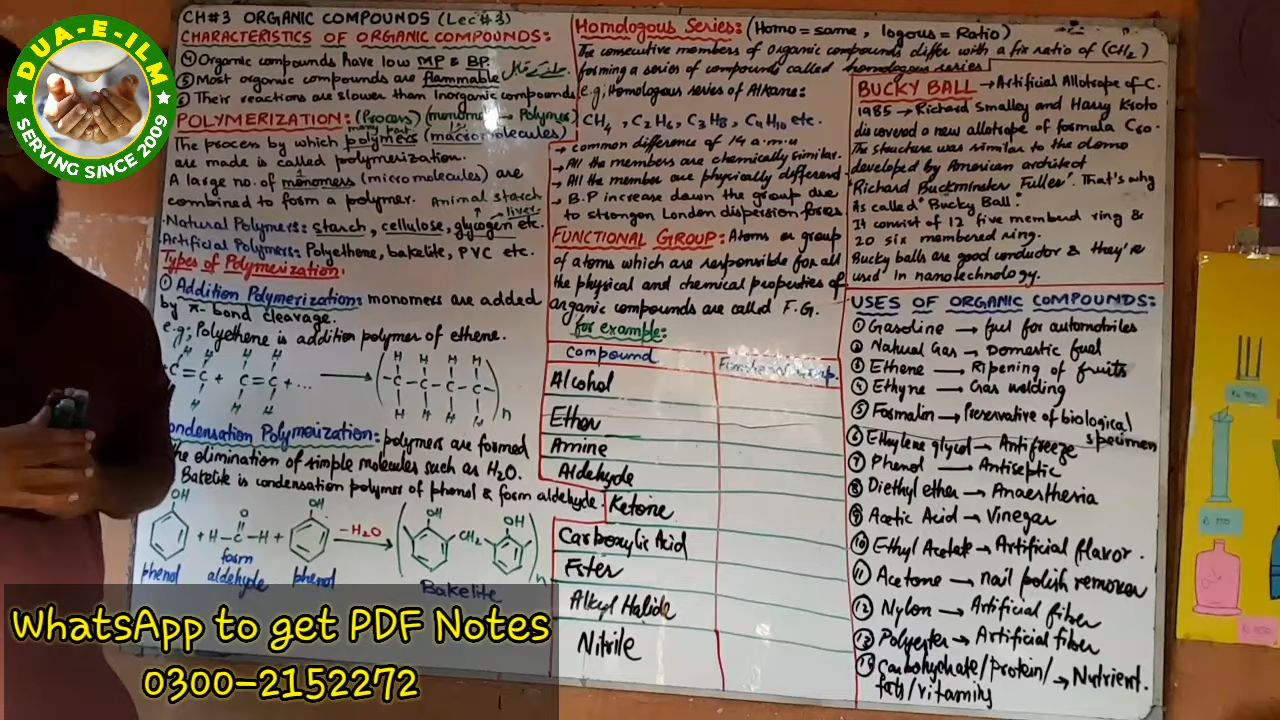 DUA-E-ILM
SERVING SINCE 2009
CH#3 ORGANIC COMPOUNDS (Lec#3)
CHARACTERISTICS OF ORGANIC COMPOUNDS:
④ Organic compounds have low MP & BP.
⑤ Most organic compounds are flammable
⑥ Their reactions are slower than Inorganic compounds
POLYMERIZATION: (Process) (monomer → Polymer)
many part
The process by which polymers (macromolecules)
are made is called polymerization.
A large no. of monomers (micromolecules) are
combined to form a polymer. Animal starch
liver
Natural Polymers: starch, cellulose, glycogen etc.
Artificial Polymers: Polyethene, bakelite, PVC etc.
Types of Polymerization:
① Addition Polymerization: monomers are added
by π-bond cleavage.
e.g; Polyethene is addition polymer of ethene.
H H H H H H H H
C=C + C=C + ... → (-C-C-C-C-)n
H H H H H H
ondensation Polymerization: polymers are formed
the elimination of simple molecules such as H₂O.
Bakelite is condensation polymer of phenol & form aldehyde.
OH O OH OH OH
+ H-C-H + -H₂O → CH₂ n
phenol form aldehyde phenol Bakelite
Homologous Series: (Homo = same, logous = Ratio)
The consecutive members of organic compounds differ with a fix ratio of (CH₂)
forming a series of compounds called homologous series
e.g; Homologous series of Alkane:
CH₄, C₂H₆, C₃H₈, C₄H₁₀ etc.
→ common difference of 14 a.m.u
→ All the members are chemically similar.
→ All the member are physically different
→ B.P increase down the group due
to strongon London dispersion forces
FUNCTIONAL GROUP: Atoms or group
of atoms which are responsible for all
the physical and chemical properties of
organic compounds are called F.G.
for example:
Compound
Alcohol
Ether
Amine
Aldehyde
Ketone
Carboxylic Acid
Ester
Alkyl Halide
Nitrile
BUCKY BALL → Artificial Allotrope of C.
1985 → Richard Smalley and Harry Kroto
discovered a new allotrope of formula C₆₀.
The structure was similar to the domo
developed by American architect
"Richard Buckminster Fuller". That's why
As called "Bucky Ball".
It consist of 12 five memberd ring &
20 six membered ring.
Bucky balls are good conductor & they're
used in nanotechnology.
USES OF ORGANIC COMPOUNDS:
① Gasoline → fuel for automobiles
② Natural Gas → Domestic fuel
③ Ethene → Ripening of fruits
④ Ethyne → Gas welding
⑤ Formalin → Preservative of biological
specimen
⑥ Ethylene glycol → Antifreeze
⑦ Phenol → Antiseptic
⑧ Diethyl ether → Anaesthesia
⑨ Acetic Acid → Vinegar
⑩ Ethyl Acetate → Artificial flavor.
⑪ Acetone → nail polish remover
⑫ Nylon → Artificial fiber
⑬ Polyester → Artificial fiber
Carbohydrate/protein/ → Nutrient.
fats/vitamins
WhatsApp to get PDF Notes
0300-2152272